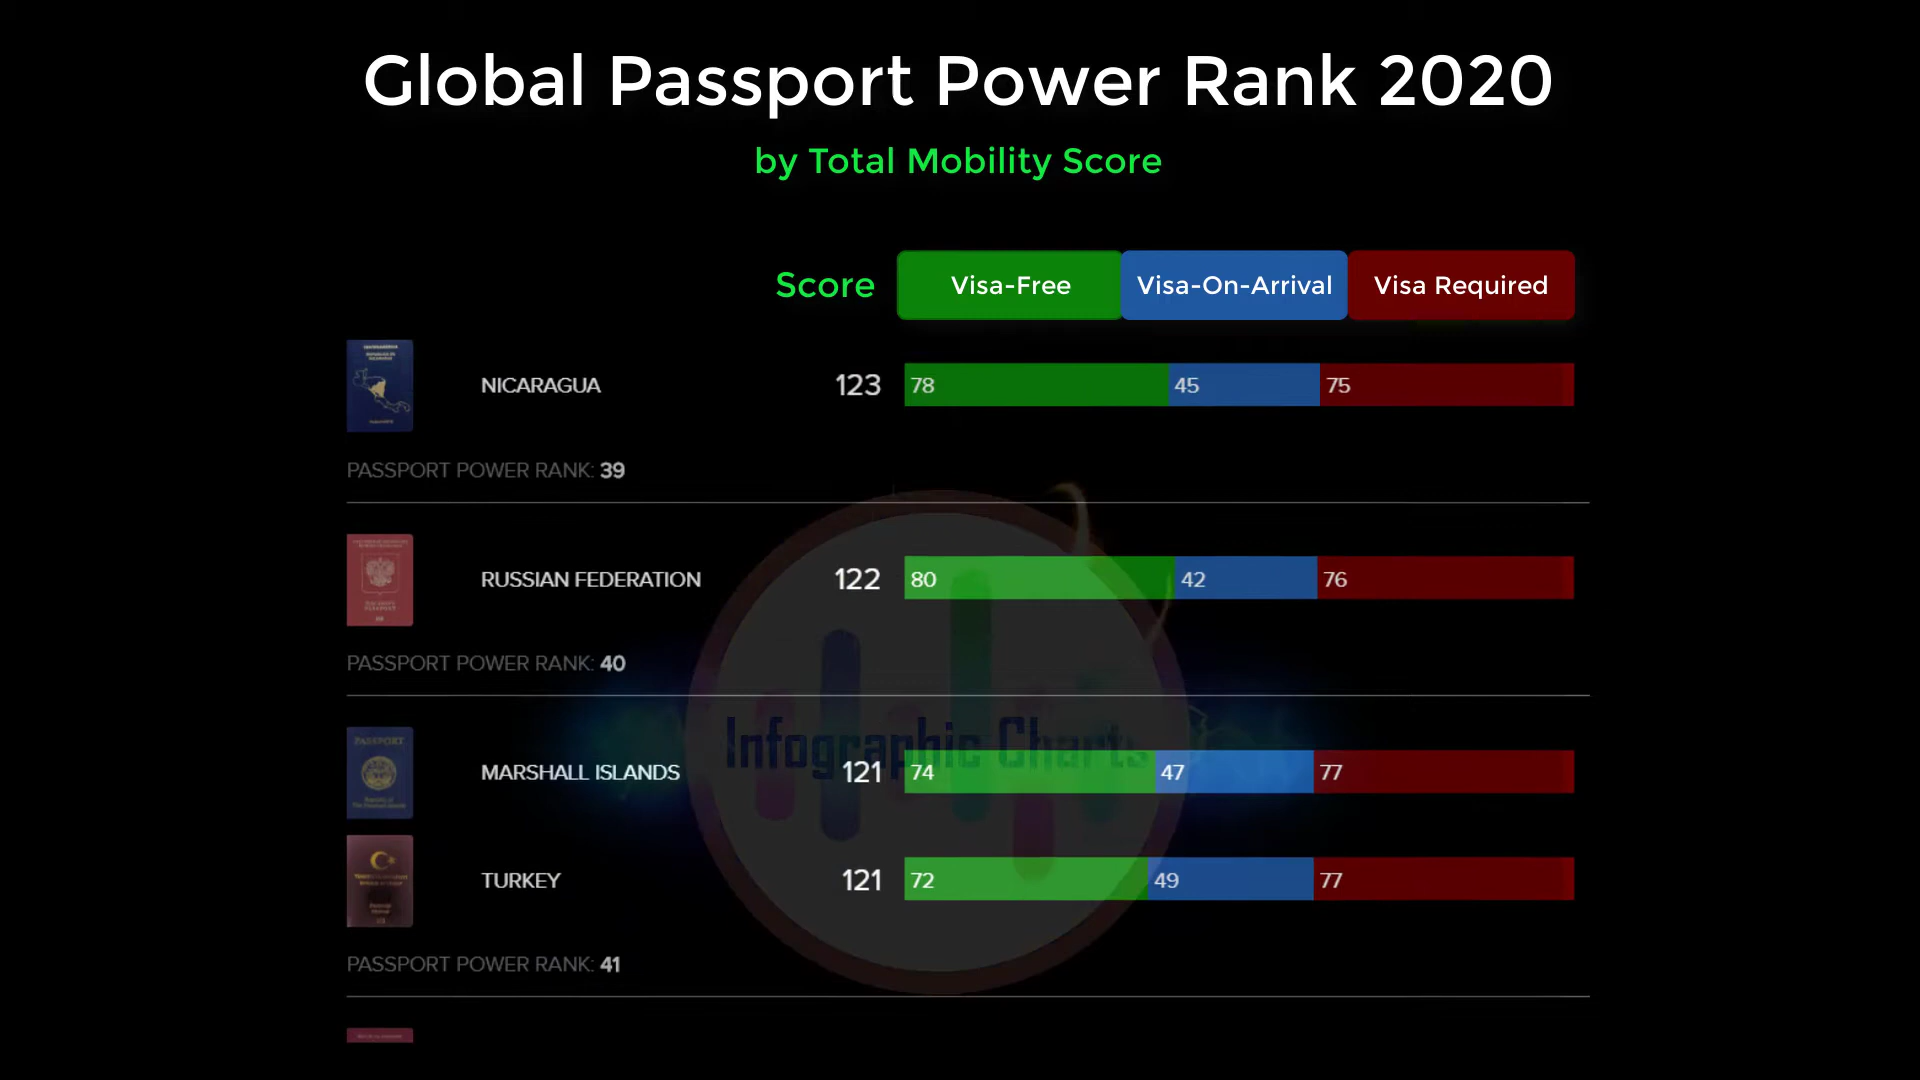 Global Passport Power Rank 2020
by Total Mobility Score
Score Visa-Free Visa-On-Arrival Visa Required
NICARAGUA 123 78 45 75
PASSPORT POWER RANK: 39
RUSSIAN FEDERATION 122 80 42 76
PASSPORT POWER RANK: 40
PASSPORT
Infographic Charts
MARSHALL ISLANDS 121 74 47 77
TURKEY 121 72 49 77
PASSPORT POWER RANK: 41